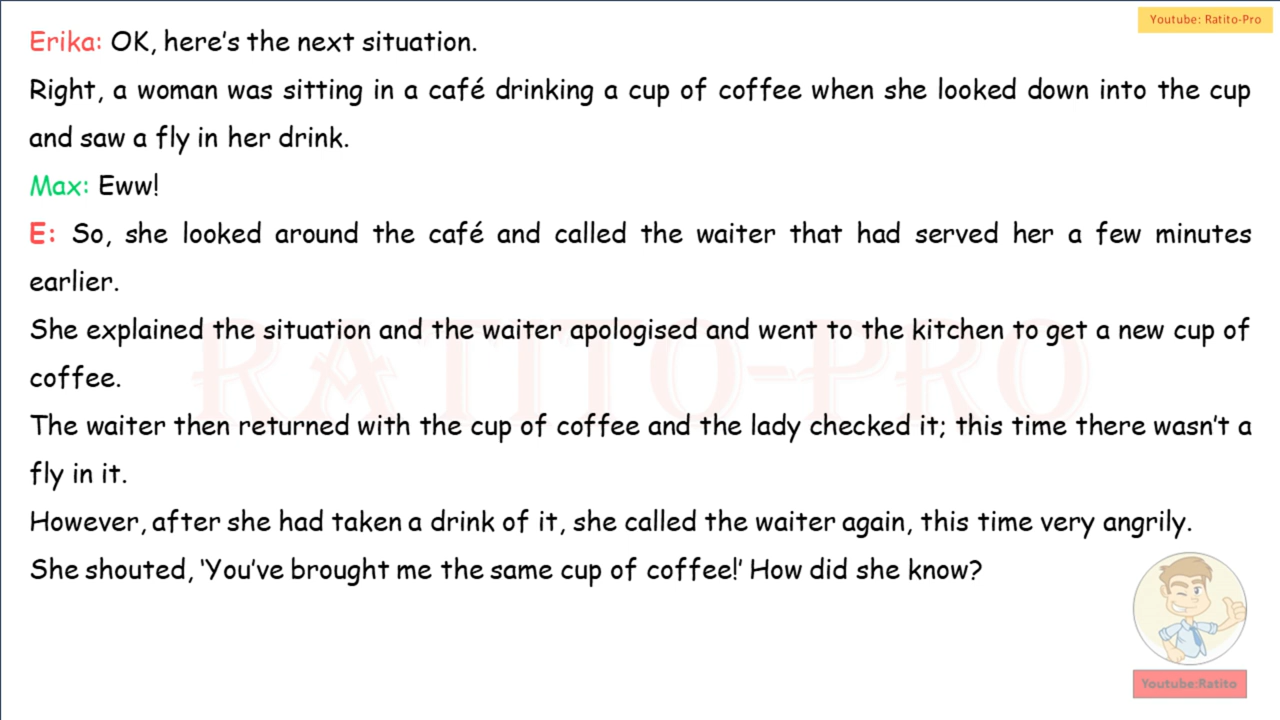 Youtube: Ratito-Pro
Erika: OK, here's the next situation.
Right, a woman was sitting in a café drinking a cup of coffee when she looked down into the cup
and saw a fly in her drink.
Max: Eww!
E: So, she looked around the café and called the waiter that had served her a few minutes
earlier.
She explained the situation and the waiter apologised and went to the kitchen to get a new cup of
coffee.
The waiter then returned with the cup of coffee and the lady checked it; this time there wasn't a
fly in it.
However, after she had taken a drink of it, she called the waiter again, this time very angrily.
She shouted, 'You've brought me the same cup of coffee!' How did she know?
RATITO-PRO
Youtube:Ratito